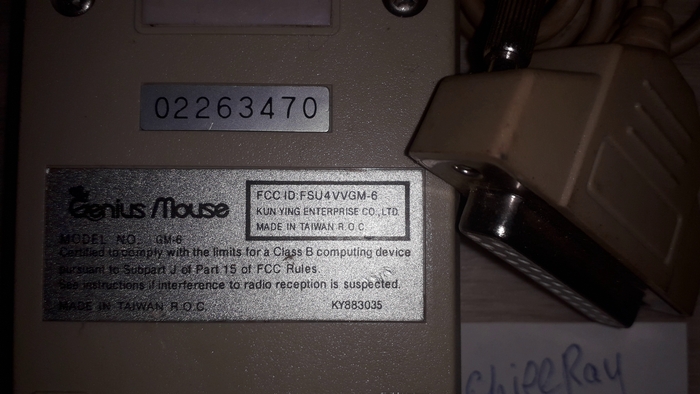 02263470
Genius Mouse
MODEL NO. GM-6
FCC ID:FSU4VVGM-6
KUN YING ENTERPRISE CO., LTD.
MADE IN TAIWAN R.O.C.
Certified to comply with the limits for a Class B computing device
pursuant to Subpart J of Part 15 of FCC Rules.
See instructions if interference to radio reception is suspected.
MADE IN TAIWAN R.O.C. KY883035
ChillRay